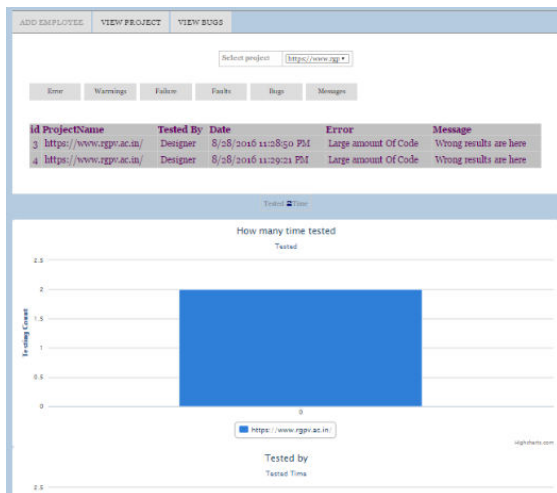 ADD EMPLOYEE VIEW PROJECT VIEW BUGS
Select project https://www.rgp
Error Warnings Failure Faults Bugs Messages
id ProjectName Tested By Date Error Message
3 https://www.rgpv.ac.in/ Designer 8/28/2016 11:28:50 PM Large amount Of Code Wrong results are here
4 https://www.rgpv.ac.in/ Designer 8/28/2016 11:29:21 PM Large amount Of Code Wrong results are here
Tested Time
How many time tested
Tested
2.5
2
1.5
1
0.5
0
Testing Count
0
https://www.rgpv.ac.in/
Highcharts.com
Tested by
Tested Time
2.5